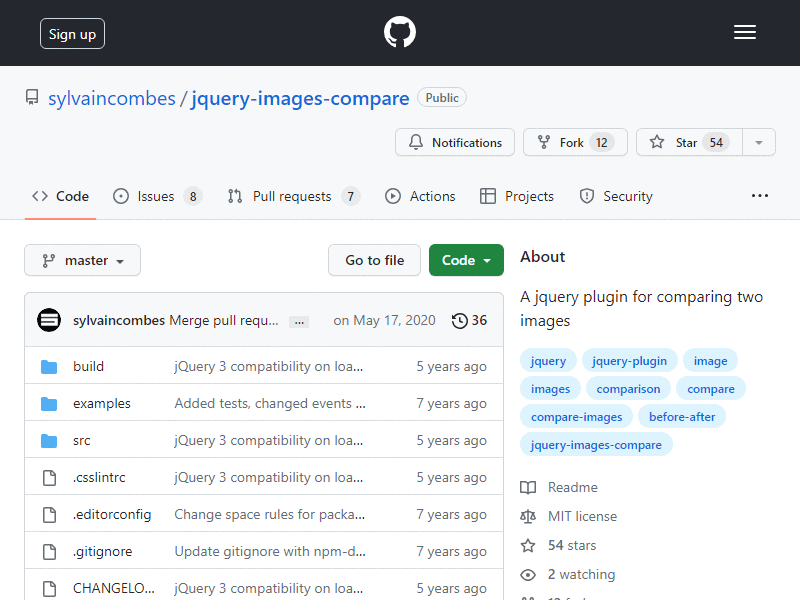 Sign up
sylvaincombes / jquery-images-compare Public
Notifications Fork 12 Star 54
Code Issues 8 Pull requests 7 Actions Projects Security ...
master Go to file Code
sylvaincombes Merge pull requ... ... on May 17, 2020 36
build jQuery 3 compatibility on loa... 5 years ago
examples Added tests, changed events ... 7 years ago
src jQuery 3 compatibility on loa... 5 years ago
.csslintrc jQuery 3 compatibility on loa... 5 years ago
.editorconfig Change space rules for packa... 7 years ago
.gitignore Update gitignore with npm-d... 7 years ago
CHANGELO... jQuery 3 compatibility on loa... 5 years ago
About
A jquery plugin for comparing two
images
jquery jquery-plugin image
images comparison compare
compare-images before-after
jquery-images-compare
Readme
MIT license
54 stars
2 watching